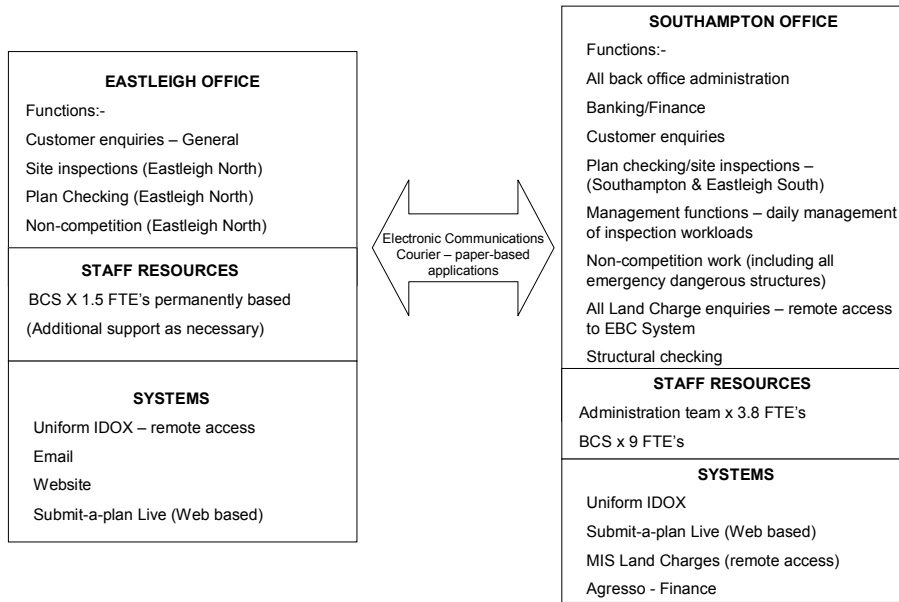 EASTLEIGH OFFICE
Functions:-
Customer enquiries – General
Site inspections (Eastleigh North)
Plan Checking (Eastleigh North)
Non-competition (Eastleigh North)
STAFF RESOURCES
BCS X 1.5 FTE's permanently based
(Additional support as necessary)
SYSTEMS
Uniform IDOX – remote access
Email
Website
Submit-a-plan Live (Web based)
Electronic Communications
Courier – paper-based
applications
SOUTHAMPTON OFFICE
Functions:-
All back office administration
Banking/Finance
Customer enquiries
Plan checking/site inspections –
(Southampton & Eastleigh South)
Management functions – daily management
of inspection workloads
Non-competition work (including all
emergency dangerous structures)
All Land Charge enquiries – remote access
to EBC System
Structural checking
STAFF RESOURCES
Administration team x 3.8 FTE's
BCS x 9 FTE's
SYSTEMS
Uniform IDOX
Submit-a-plan Live (Web based)
MIS Land Charges (remote access)
Agresso - Finance